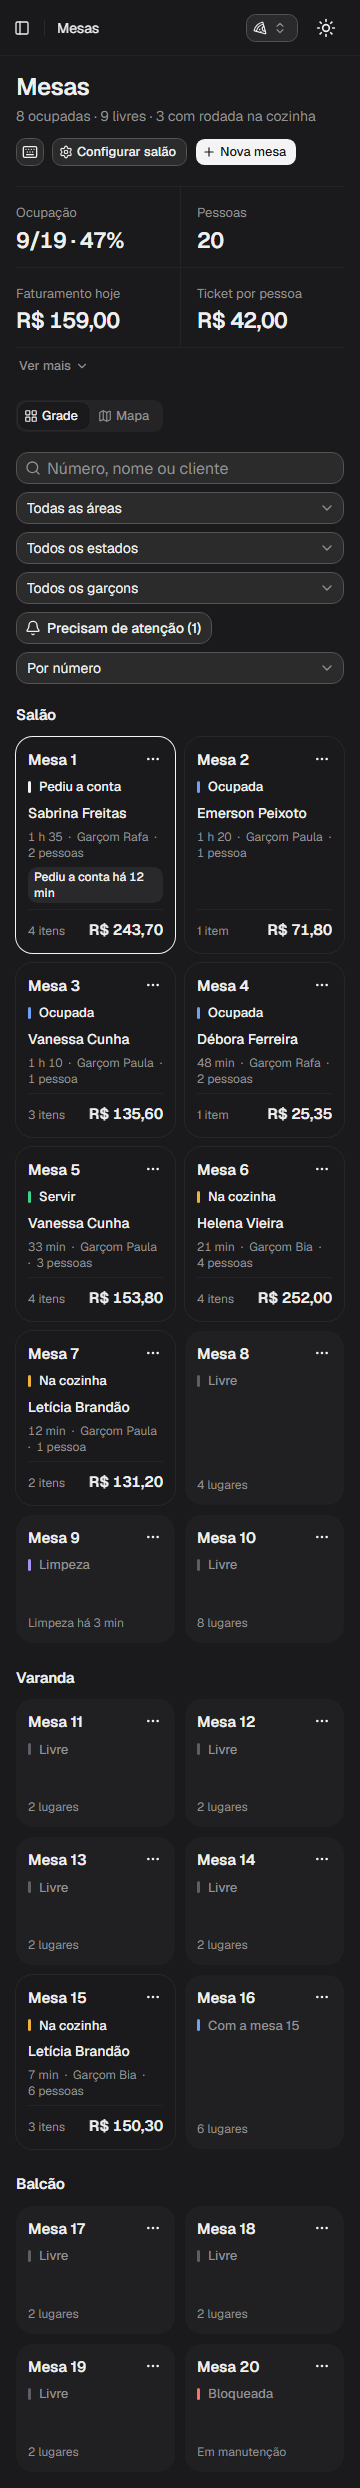 Mesas
Mesas
8 ocupadas · 9 livres · 3 com rodada na cozinha
Configurar salão
Nova mesa
Ocupação
9/19 · 47%
Pessoas
20
Faturamento hoje
R$ 159,00
Ticket por pessoa
R$ 42,00
Ver mais
Grade
Mapa
Número, nome ou cliente
Todas as áreas
Todos os estados
Todos os garçons
Precisam de atenção (1)
Por número
Salão
Mesa 1
Pediu a conta
Sabrina Freitas
1 h 35 · Garçom Rafa ·
2 pessoas
Pediu a conta há 12
min
4 itens
R$ 243,70
Mesa 2
Ocupada
Emerson Peixoto
1 h 20 · Garçom Paula ·
1 pessoa
1 item
R$ 71,80
Mesa 3
Ocupada
Vanessa Cunha
1 h 10 · Garçom Paula ·
1 pessoa
3 itens
R$ 135,60
Mesa 4
Ocupada
Débora Ferreira
48 min · Garçom Rafa ·
2 pessoas
1 item
R$ 25,35
Mesa 5
Servir
Vanessa Cunha
33 min · Garçom Paula
· 3 pessoas
4 itens
R$ 153,80
Mesa 6
Na cozinha
Helena Vieira
21 min · Garçom Bia ·
4 pessoas
4 itens
R$ 252,00
Mesa 7
Na cozinha
Letícia Brandão
12 min · Garçom Paula
· 1 pessoa
2 itens
R$ 131,20
Mesa 8
Livre
4 lugares
Mesa 9
Limpeza
Limpeza há 3 min
Mesa 10
Livre
8 lugares
Varanda
Mesa 11
Livre
2 lugares
Mesa 12
Livre
2 lugares
Mesa 13
Livre
2 lugares
Mesa 14
Livre
2 lugares
Mesa 15
Na cozinha
Letícia Brandão
7 min · Garçom Bia ·
6 pessoas
3 itens
R$ 150,30
Mesa 16
Com a mesa 15
6 lugares
Balcão
Mesa 17
Livre
2 lugares
Mesa 18
Livre
2 lugares
Mesa 19
Livre
2 lugares
Mesa 20
Bloqueada
Em manutenção